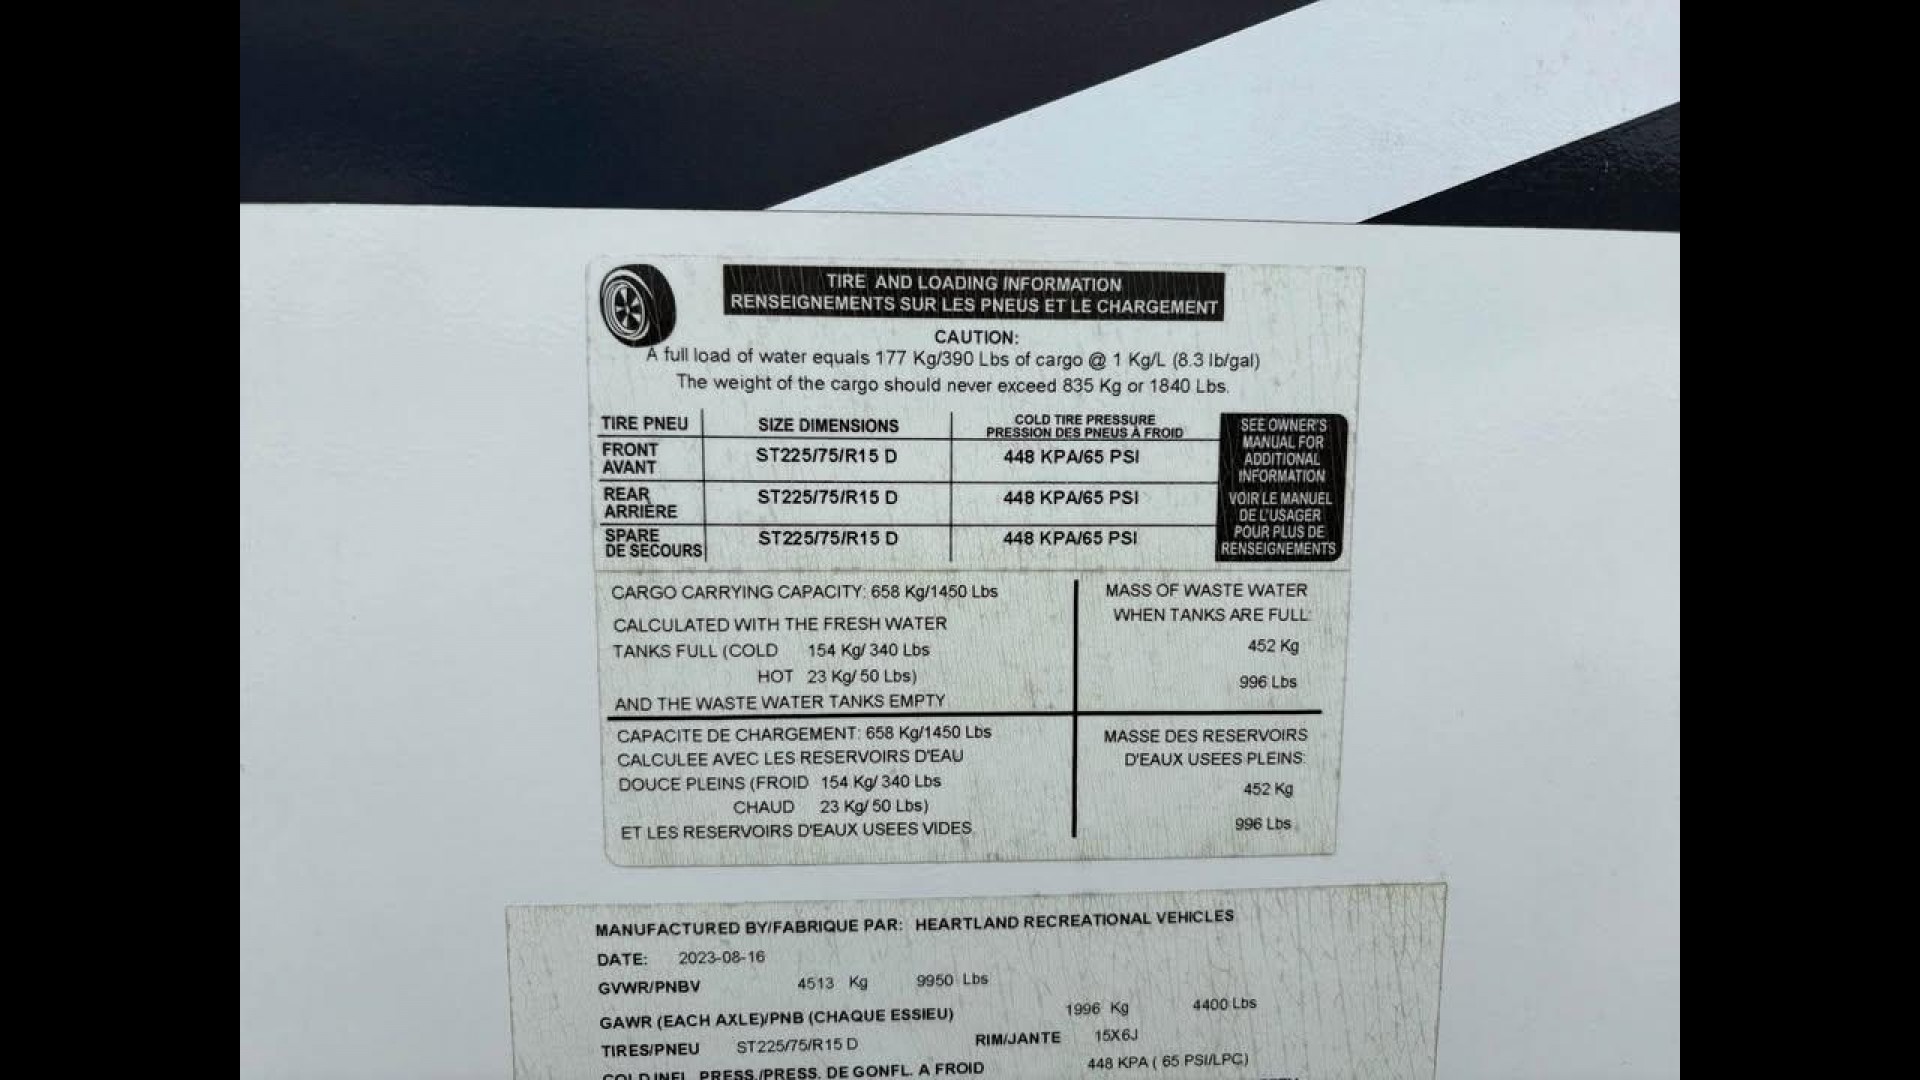 TIRE AND LOADING INFORMATION
RENSEIGNEMENTS SUR LES PNEUS ET LE CHARGEMENT
CAUTION:
A full load of water equals 177 Kg/390 Lbs of cargo @ 1 Kg/L (8.3 lb/gal)
The weight of the cargo should never exceed 835 Kg or 1840 Lbs.
TIRE PNEU SIZE DIMENSIONS COLD TIRE PRESSURE
PRESSION DES PNEUS À FROID
FRONT
AVANT ST225/75/R15 D 448 KPA/65 PSI
REAR
ARRIÈRE ST225/75/R15 D 448 KPA/65 PSI
SPARE
DE SECOURS ST225/75/R15 D 448 KPA/65 PSI
SEE OWNER'S
MANUAL FOR
ADDITIONAL
INFORMATION
VOIR LE MANUEL
DE L'USAGER
POUR PLUS DE
RENSEIGNEMENTS
CARGO CARRYING CAPACITY: 658 Kg/1450 Lbs
CALCULATED WITH THE FRESH WATER
TANKS FULL (COLD 154 Kg/ 340 Lbs
HOT 23 Kg/ 50 Lbs)
AND THE WASTE WATER TANKS EMPTY
MASS OF WASTE WATER
WHEN TANKS ARE FULL:
452 Kg
996 Lbs
CAPACITE DE CHARGEMENT: 658 Kg/1450 Lbs
CALCULEE AVEC LES RESERVOIRS D'EAU
DOUCE PLEINS (FROID 154 Kg/ 340 Lbs
CHAUD 23 Kg/ 50 Lbs)
ET LES RESERVOIRS D'EAUX USEES VIDES
MASSE DES RESERVOIRS
D'EAUX USEES PLEINS:
452 Kg
996 Lbs
MANUFACTURED BY/FABRIQUE PAR: HEARTLAND RECREATIONAL VEHICLES
DATE: 2023-08-16
GVWR/PNBV 4513 Kg 9950 Lbs
GAWR (EACH AXLE)/PNB (CHAQUE ESSIEU) 1996 Kg 4400 Lbs
TIRES/PNEU ST225/75/R15 D RIM/JANTE 15X6J
COLD INFL. PRESS./PRESS. DE GONFL. A FROID 448 KPA ( 65 PSI/LPC)